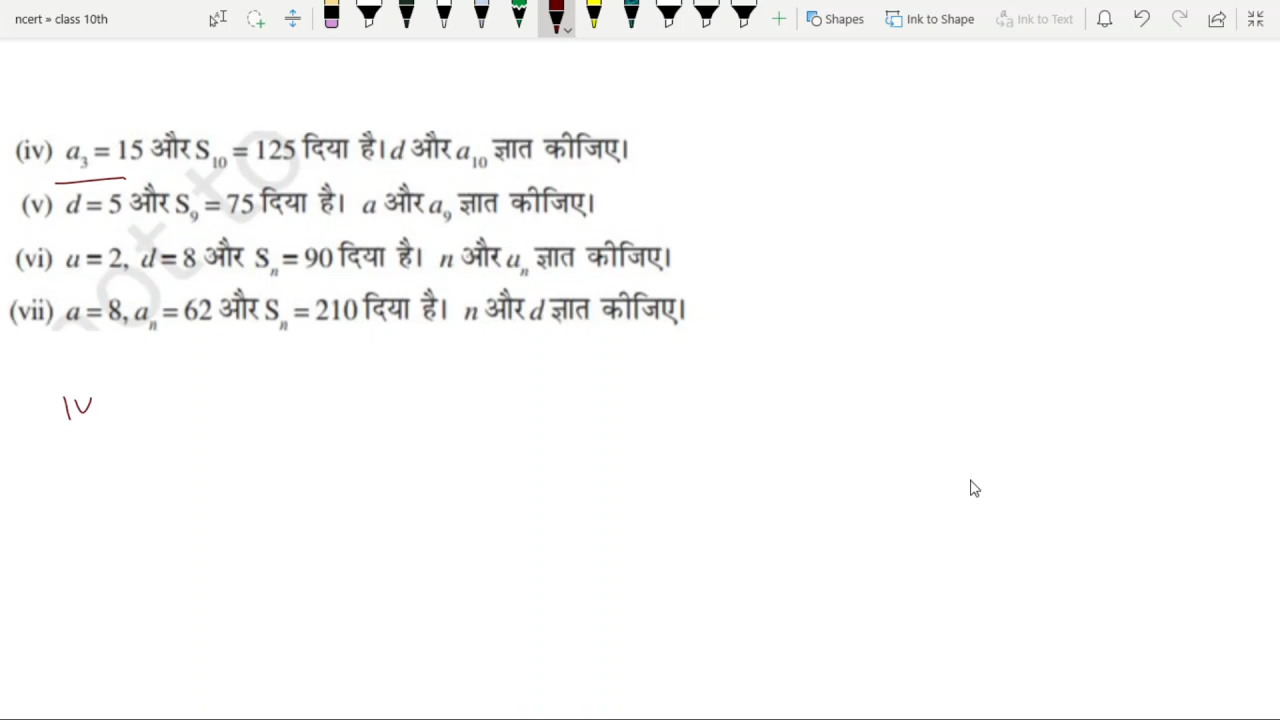 ncert » class 10th
Shapes
Ink to Shape
Ink to Text
(iv) a₃ = 15 और S₁₀ = 125 दिया है। d और a₁₀ ज्ञात कीजिए।
(v) d = 5 और S₉ = 75 दिया है। a और a₉ ज्ञात कीजिए।
(vi) a = 2, d = 8 और Sₙ = 90 दिया है। n और aₙ ज्ञात कीजिए।
(vii) a = 8, aₙ = 62 और Sₙ = 210 दिया है। n और d ज्ञात कीजिए।
not to
IV